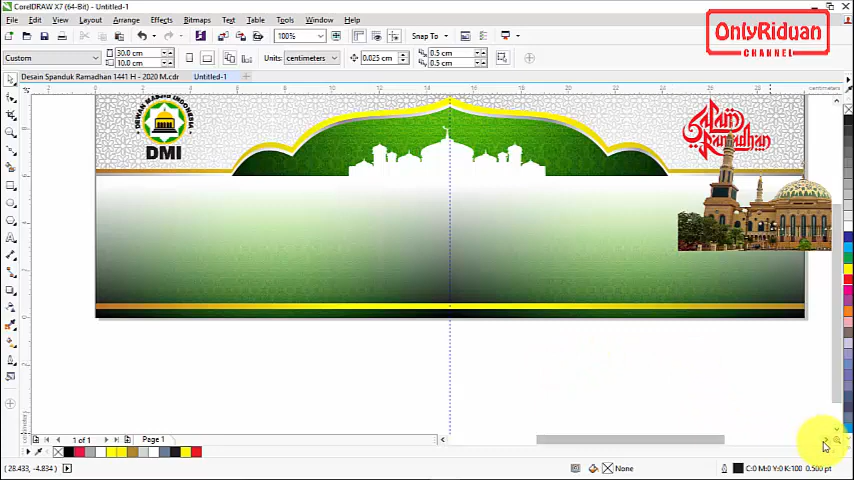 CorelDRAW X7 (64-Bit) - Untitled-1
File
Edit
View
Layout
Arrange
Effects
Bitmaps
Text
Table
Tools
Window
Help
100%
Snap To
OnlyRiduan
CHANNEL
Custom
30.0 cm
10.0 cm
Units: centimeters
0.025 cm
0.5 cm
0.5 cm
Desain Spanduk Ramadhan 1441 H - 2020 M.cdr
Untitled-1
centimeters
DEWAN MASJID INDONESIA
DMI
Salam
Ramadhan
1 of 1
Page 1
(28.433, -4.834)
None
C:0 M:0 Y:0 K:100 0.500 pt